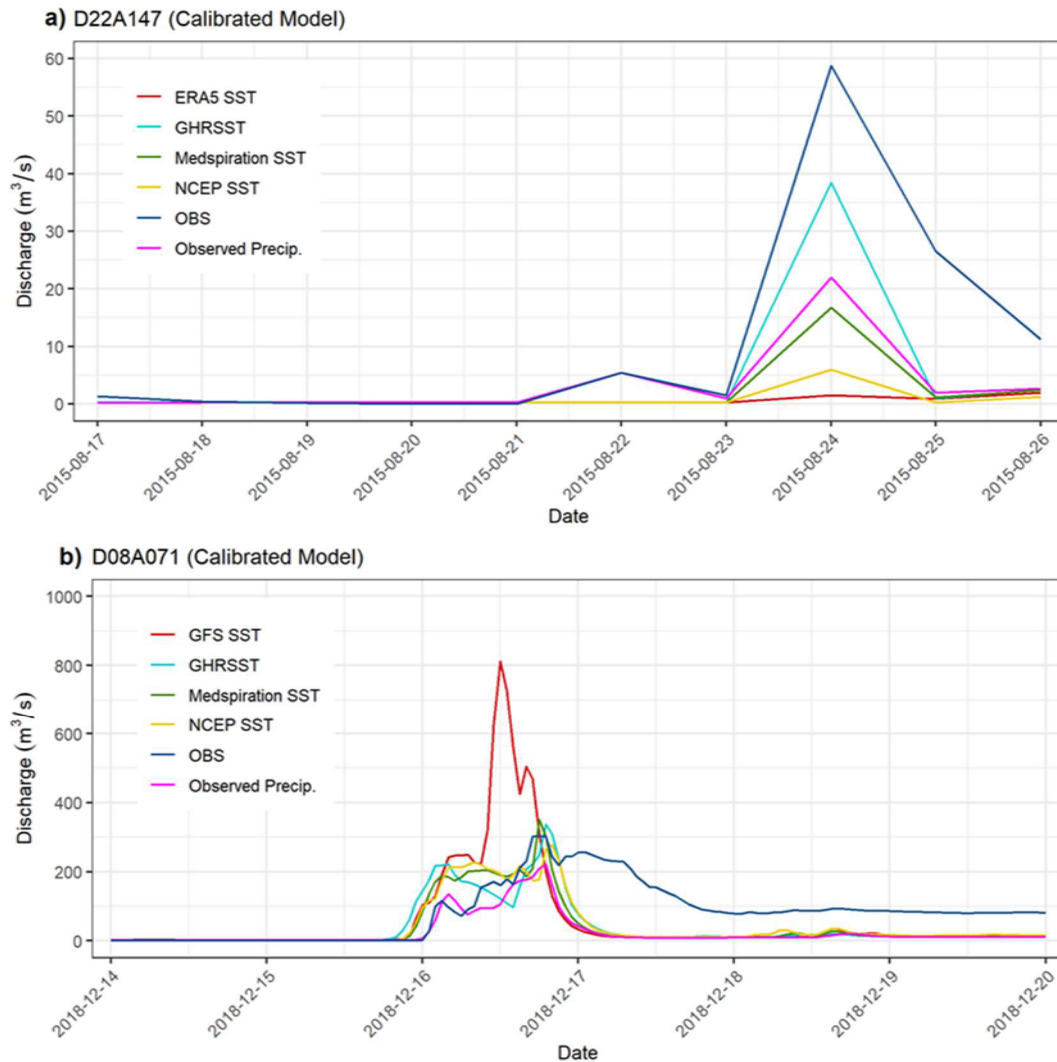 a) D22A147 (Calibrated Model)
60
50
40
30
20
10
0
Discharge (m³/s)
ERA5 SST
GHRSST
Medspiration SST
NCEP SST
OBS
Observed Precip.
2015-08-17
2015-08-18
2015-08-19
2015-08-20
2015-08-21
2015-08-22
2015-08-23
2015-08-24
2015-08-25
2015-08-26
Date
b) D08A071 (Calibrated Model)
1000
800
600
400
200
0
Discharge (m³/s)
GFS SST
GHRSST
Medspiration SST
NCEP SST
OBS
Observed Precip.
2018-12-14
2018-12-15
2018-12-16
2018-12-17
2018-12-18
2018-12-19
2018-12-20
Date